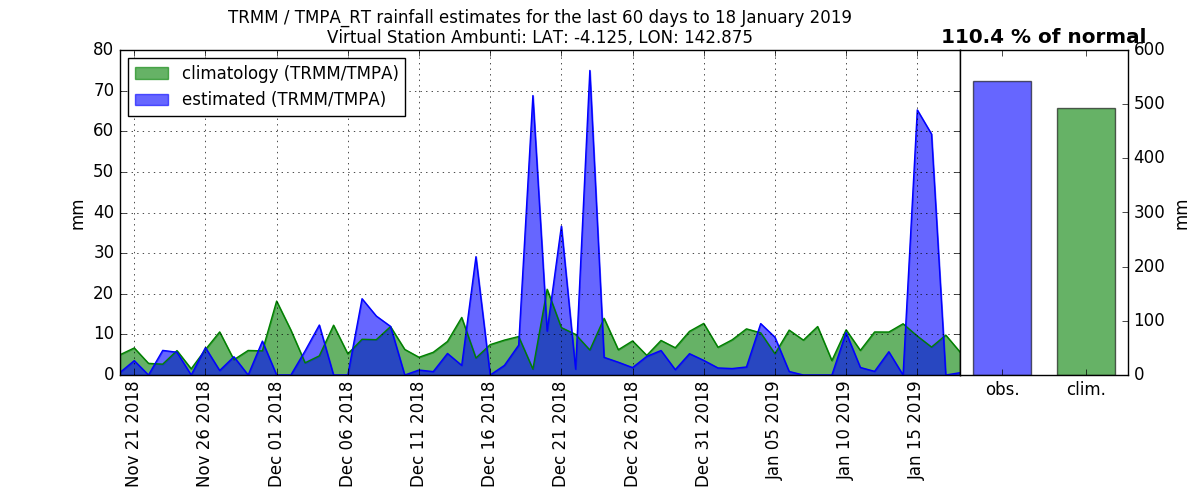 TRMM / TMPA_RT rainfall estimates for the last 60 days to 18 January 2019
Virtual Station Ambunti: LAT: -4.125, LON: 142.875
110.4 % of normal
climatology (TRMM/TMPA)
estimated (TRMM/TMPA)
80
70
60
50
40
30
20
10
0
mm
600
500
400
300
200
100
0
mm
Nov 21 2018
Nov 26 2018
Dec 01 2018
Dec 06 2018
Dec 11 2018
Dec 16 2018
Dec 21 2018
Dec 26 2018
Dec 31 2018
Jan 05 2019
Jan 10 2019
Jan 15 2019
obs.
clim.